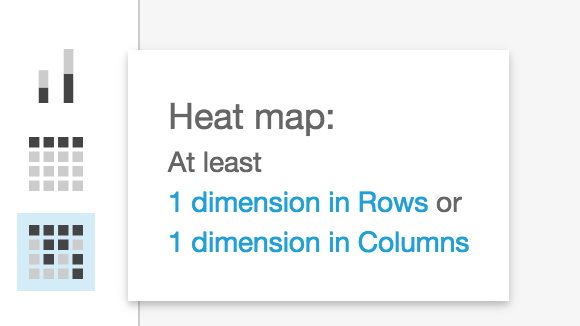 Heat map:
At least
1 dimension in Rows or
1 dimension in Columns